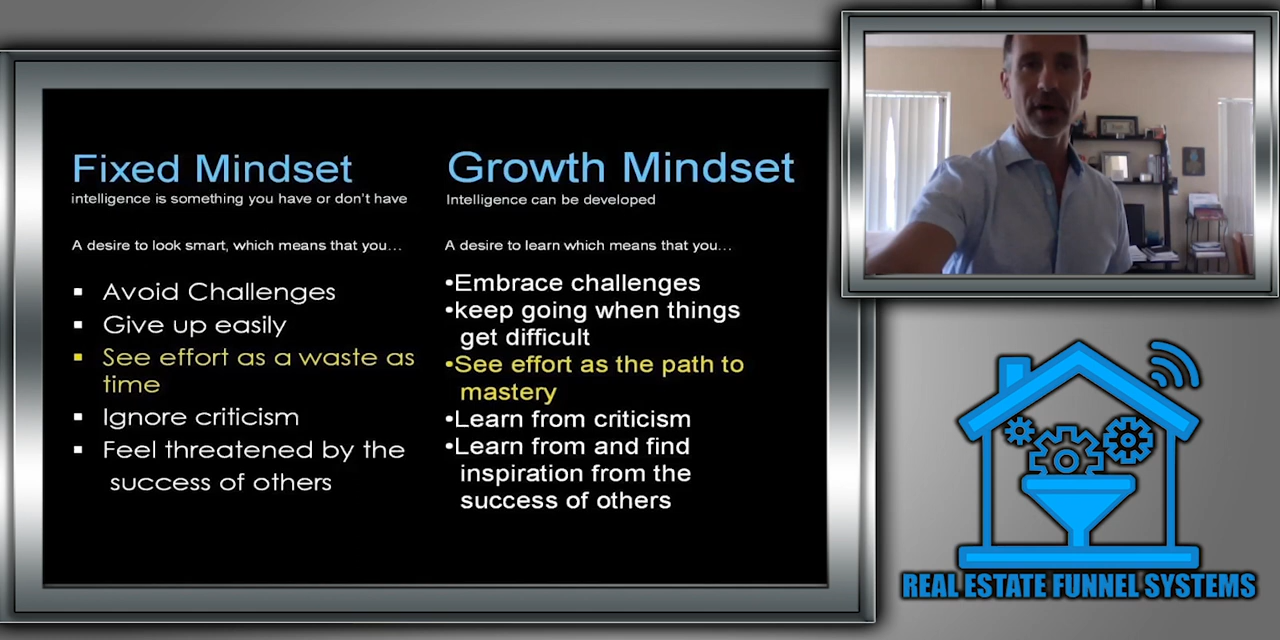 Fixed Mindset
intelligence is something you have or don't have
A desire to look smart, which means that you...
▪ Avoid Challenges
▪ Give up easily
▪ See effort as a waste as
time
▪ Ignore criticism
▪ Feel threatened by the
success of others
Growth Mindset
Intelligence can be developed
A desire to learn which means that you...
•Embrace challenges
•keep going when things
get difficult
•See effort as the path to
mastery
•Learn from criticism
•Learn from and find
inspiration from the
success of others
REAL ESTATE FUNNEL SYSTEMS